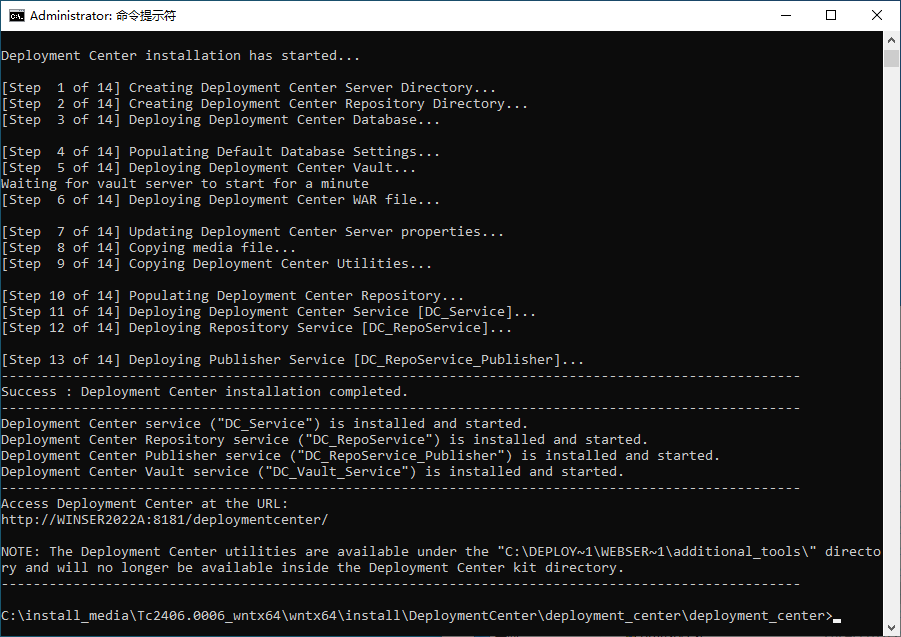 Administrator: 命令提示符
Deployment Center installation has started...
[Step  1 of 14] Creating Deployment Center Server Directory...
[Step  2 of 14] Creating Deployment Center Repository Directory...
[Step  3 of 14] Deploying Deployment Center Database...
[Step  4 of 14] Populating Default Database Settings...
[Step  5 of 14] Deploying Deployment Center Vault...
Waiting for vault server to start for a minute
[Step  6 of 14] Deploying Deployment Center WAR file...
[Step  7 of 14] Updating Deployment Center Server properties...
[Step  8 of 14] Copying media file...
[Step  9 of 14] Copying Deployment Center Utilities...
[Step 10 of 14] Populating Deployment Center Repository...
[Step 11 of 14] Deploying Deployment Center Service [DC_Service]...
[Step 12 of 14] Deploying Repository Service [DC_RepoService]...
[Step 13 of 14] Deploying Publisher Service [DC_RepoService_Publisher]...
----------------------------------------------------------------------------------------------------
Success : Deployment Center installation completed.
----------------------------------------------------------------------------------------------------
Deployment Center service ("DC_Service") is installed and started.
Deployment Center Repository service ("DC_RepoService") is installed and started.
Deployment Center Publisher service ("DC_RepoService_Publisher") is installed and started.
Deployment Center Vault service ("DC_Vault_Service") is installed and started.
----------------------------------------------------------------------------------------------------
Access Deployment Center at the URL:
http://WINSER2022A:8181/deploymentcenter/
NOTE: The Deployment Center utilities are available under the "C:\DEPLOY~1\WEBSER~1\additional_tools\" directo
ry and will no longer be available inside the Deployment Center kit directory.
----------------------------------------------------------------------------------------------------
C:\install_media\Tc2406.0006_wntx64\wntx64\install\DeploymentCenter\deployment_center\deployment_center>